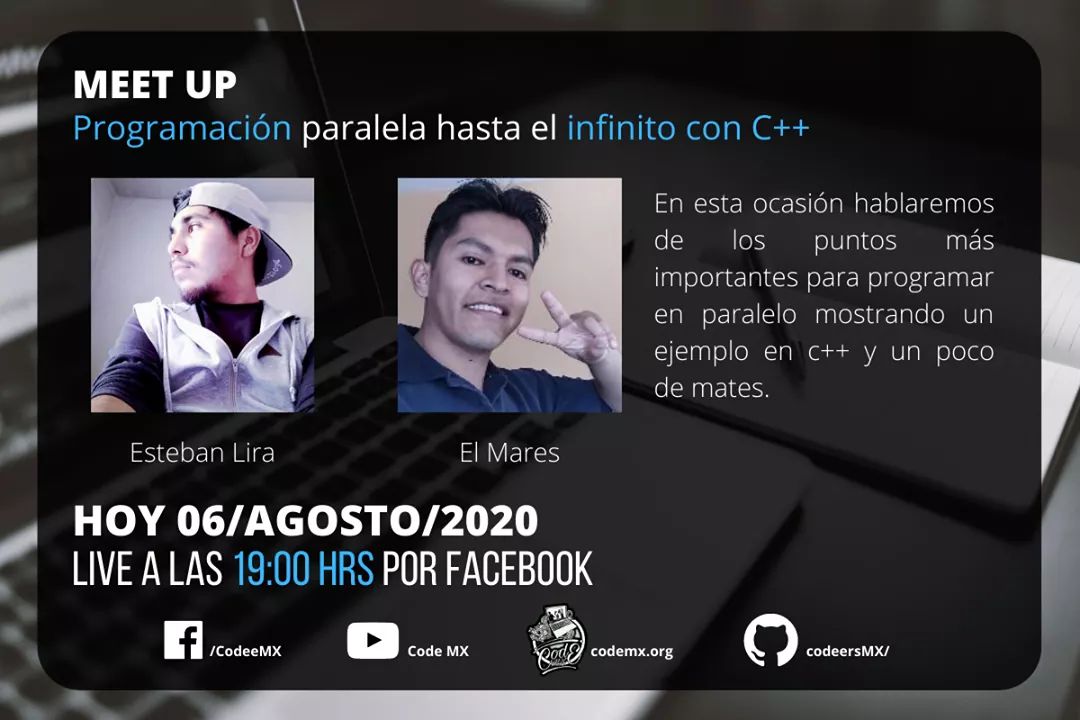 MEET UP
Programación paralela hasta el infinito con C++
En esta ocasión hablaremos
de los puntos más
importantes para programar
en paralelo mostrando un
ejemplo en c++ y un poco
de mates.
Esteban Lira
El Mares
HOY 06/AGOSTO/2020
LIVE A LAS 19:00 HRS POR FACEBOOK
/CodeeMX
Code MX
codemx.org
codeersMX/